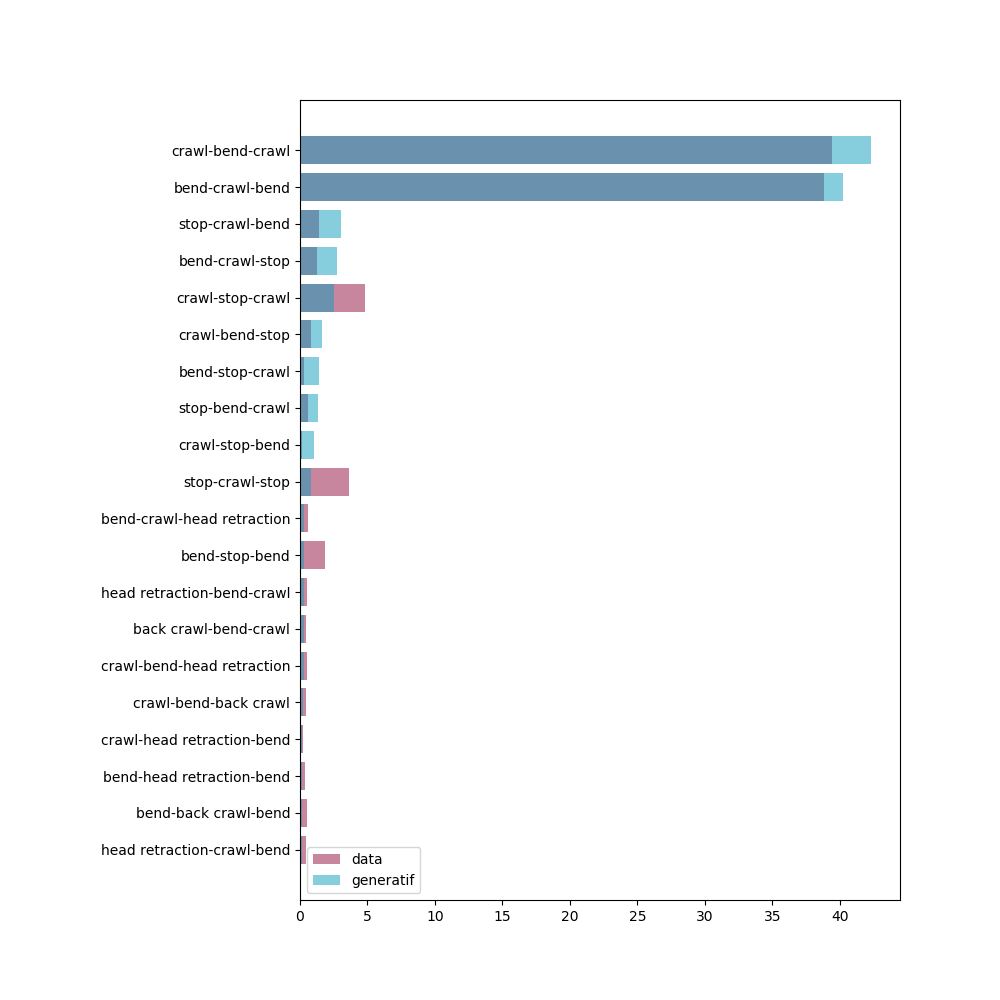 crawl-bend-crawl
bend-crawl-bend
stop-crawl-bend
bend-crawl-stop
crawl-stop-crawl
crawl-bend-stop
bend-stop-crawl
stop-bend-crawl
crawl-stop-bend
stop-crawl-stop
bend-crawl-head retraction
bend-stop-bend
head retraction-bend-crawl
back crawl-bend-crawl
crawl-bend-head retraction
crawl-bend-back crawl
crawl-head retraction-bend
bend-head retraction-bend
bend-back crawl-bend
head retraction-crawl-bend
data
generatif
0 5 10 15 20 25 30 35 40